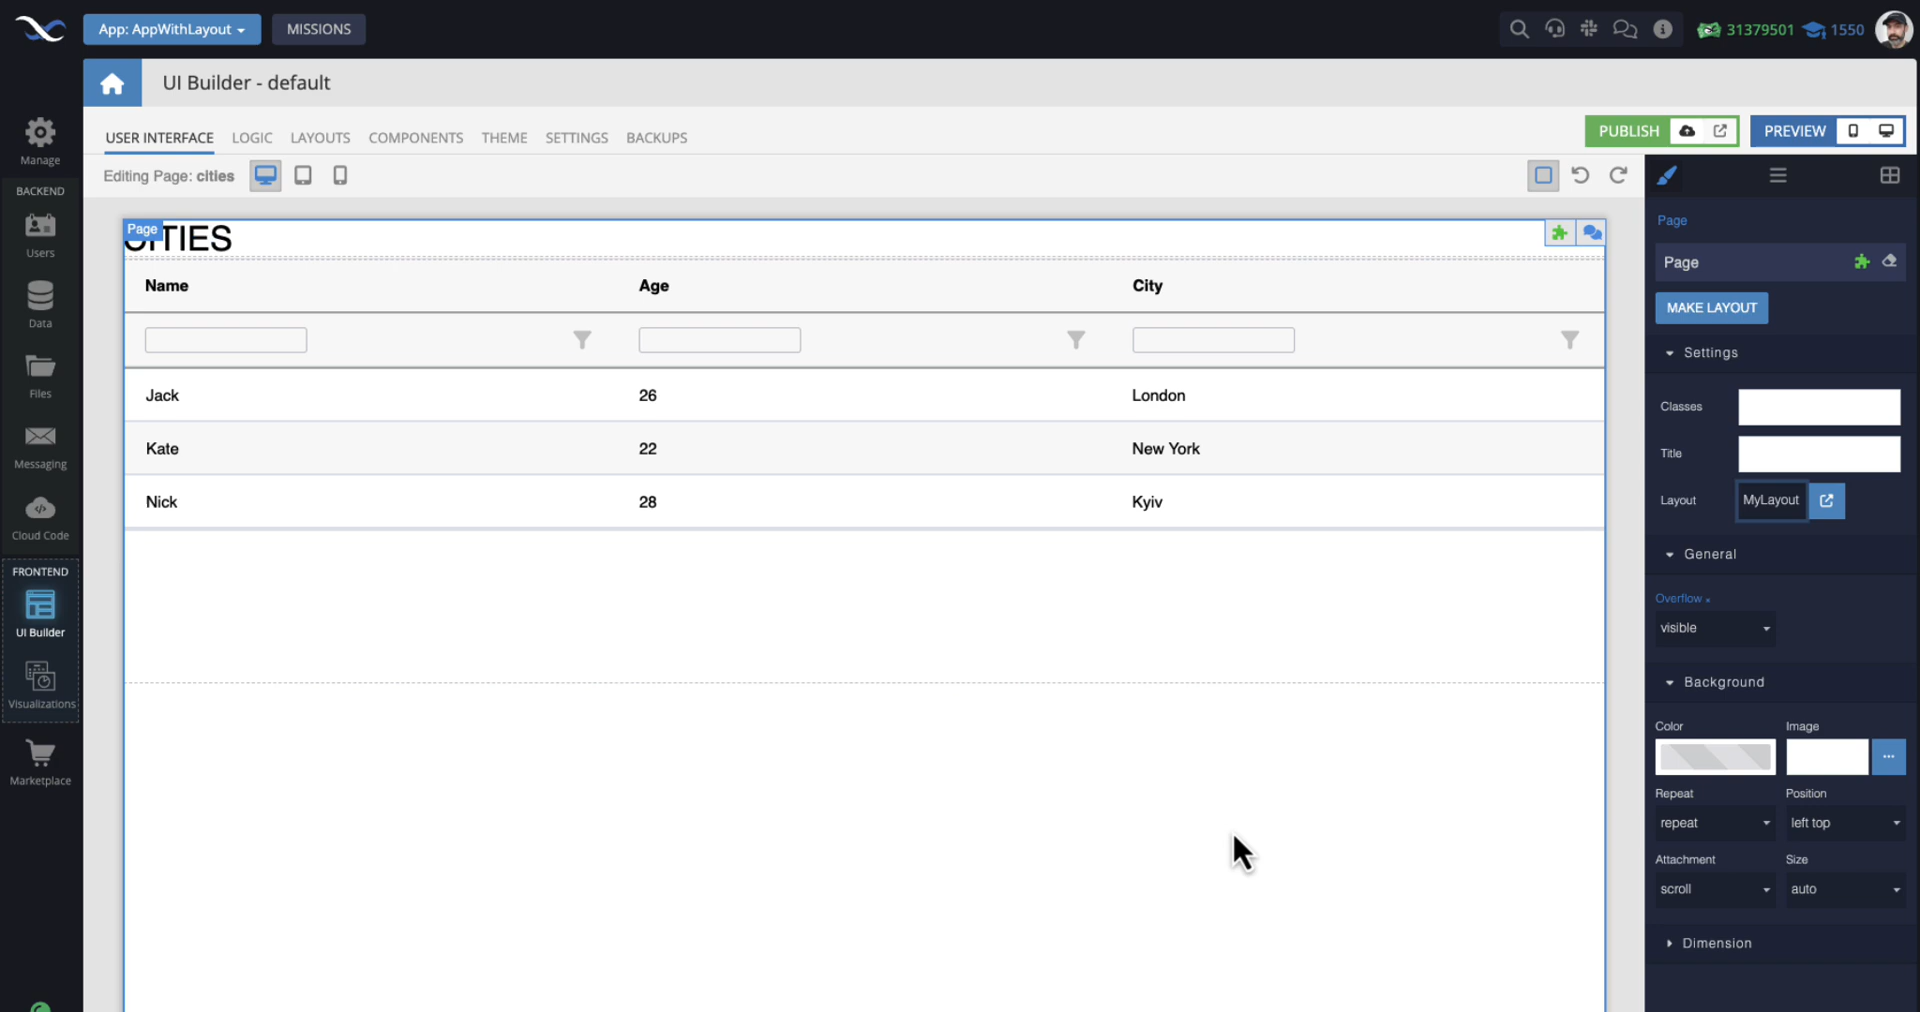 App: AppWithLayout
MISSIONS
31379501
1550
UI Builder - default
USER INTERFACE
LOGIC
LAYOUTS
COMPONENTS
THEME
SETTINGS
BACKUPS
PUBLISH
PREVIEW
Editing Page: cities
Manage
BACKEND
Users
Data
Files
Messaging
Cloud Code
FRONTEND
UI Builder
Visualizations
Marketplace
Page
CITIES
Name Age City
Jack 26 London
Kate 22 New York
Nick 28 Kyiv
Page
Page
MAKE LAYOUT
Settings
Classes
Title
Layout MyLayout
General
Overflow
visible
Background
Color Image
...
Repeat Position
repeat left top
Attachment Size
scroll auto
Dimension